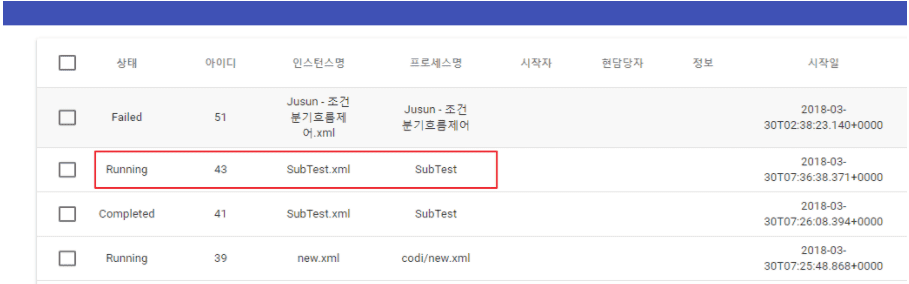 상태 아이디 인스턴스명 프로세스명 시작자 현담당자 정보 시작일
Failed 51 Jusun - 조건
분기흐름제
어.xml Jusun - 조건
분기흐름제어 2018-03-
30T02:38:23.140+0000
Running 43 SubTest.xml SubTest 2018-03-
30T07:36:38.371+0000
Completed 41 SubTest.xml SubTest 2018-03-
30T07:26:08.394+0000
Running 39 new.xml codi/new.xml 2018-03-
30T07:25:48.868+0000